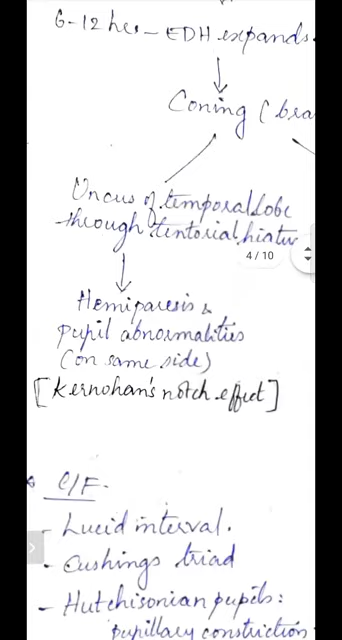 6-12 hrs - EDH expands.
Coning (bra
Uncus of temporal lobe
through tentorial hiatus
4 / 10
Hemiparesis &
pupil abnormalities
(on same side)
[Kernohan's notch effect]
C/F -
- Lucid interval.
- Cushings triad
- Hutchisonian pupils:
pupillary constriction